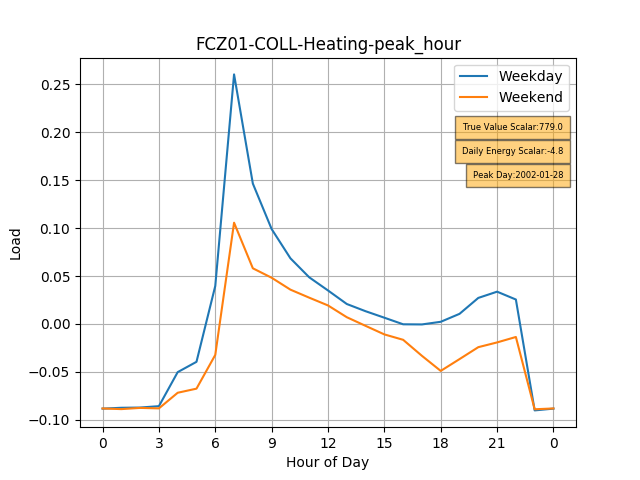 FCZ01-COLL-Heating-peak_hour
Weekday
Weekend
True Value Scalar:779.0
Daily Energy Scalar:-4.8
Peak Day:2002-01-28
Load
0.25
0.20
0.15
0.10
0.05
0.00
−0.05
−0.10
0 3 6 9 12 15 18 21 0
Hour of Day